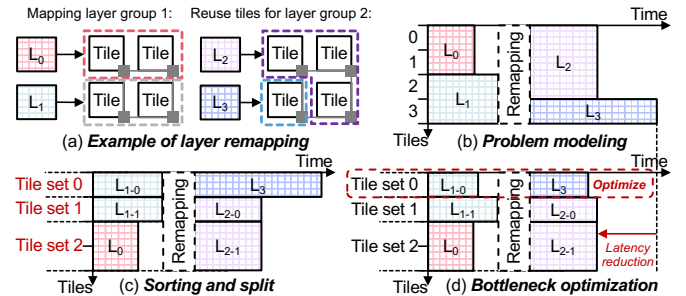 Mapping layer group 1:
Reuse tiles for layer group 2:
L0
Tile
Tile
L1
Tile
Tile
L2
Tile
Tile
L3
Tile
Tile
(a) Example of layer remapping
Time
0
1
2
3
Tiles
L0
L1
Remapping
L2
L3
(b) Problem modeling
Time
Tile set 0
Tile set 1
Tile set 2
Tiles
L1-0
L1-1
L0
Remapping
L3
L2-0
L2-1
(c) Sorting and split
Time
Tile set 0
Tile set 1
Tile set 2
Tiles
L1-0
L1-1
L0
Remapping
L3
Optimize
L2-0
L2-1
Latency
reduction
(d) Bottleneck optimization